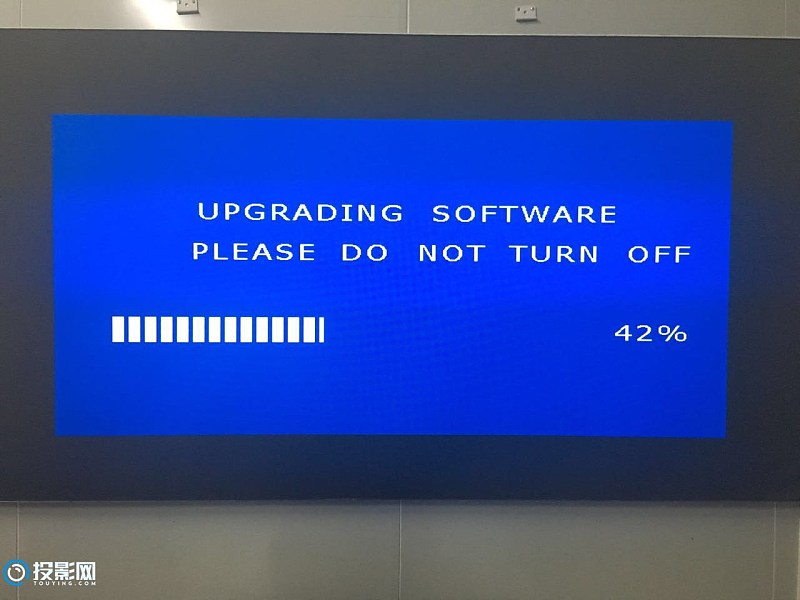 UPGRADING SOFTWARE
PLEASE DO NOT TURN OFF
42%
投影网
TOUYING.COM